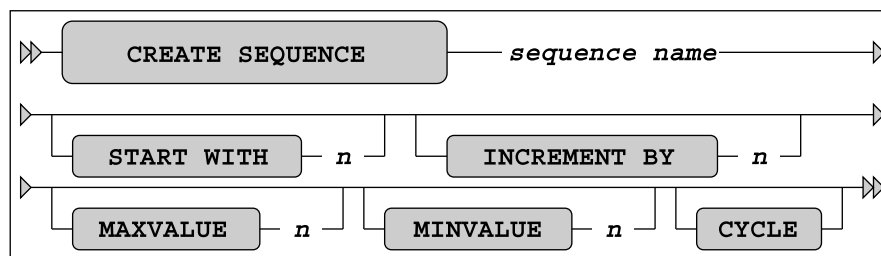 CREATE SEQUENCE sequence name
START WITH n INCREMENT BY n
MAXVALUE n MINVALUE n CYCLE